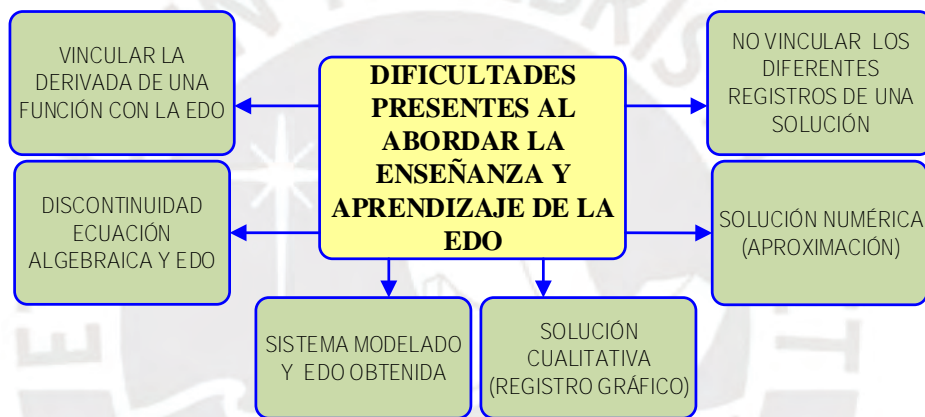 VINCULAR LA
DERIVADA DE UNA
FUNCIÓN CON LA EDO
DIFICULTADES
PRESENTES AL
ABORDAR LA
ENSEÑANZA Y
APRENDIZAJE DE LA
EDO
NO VINCULAR LOS
DIFERENTES
REGISTROS DE UNA
SOLUCIÓN
DISCONTINUIDAD
ECUACIÓN
ALGEBRAICA Y EDO
SOLUCIÓN NUMÉRICA
(APROXIMACIÓN)
SISTEMA MODELADO
Y EDO OBTENIDA
SOLUCIÓN
CUALITATIVA
(REGISTRO GRÁFICO)